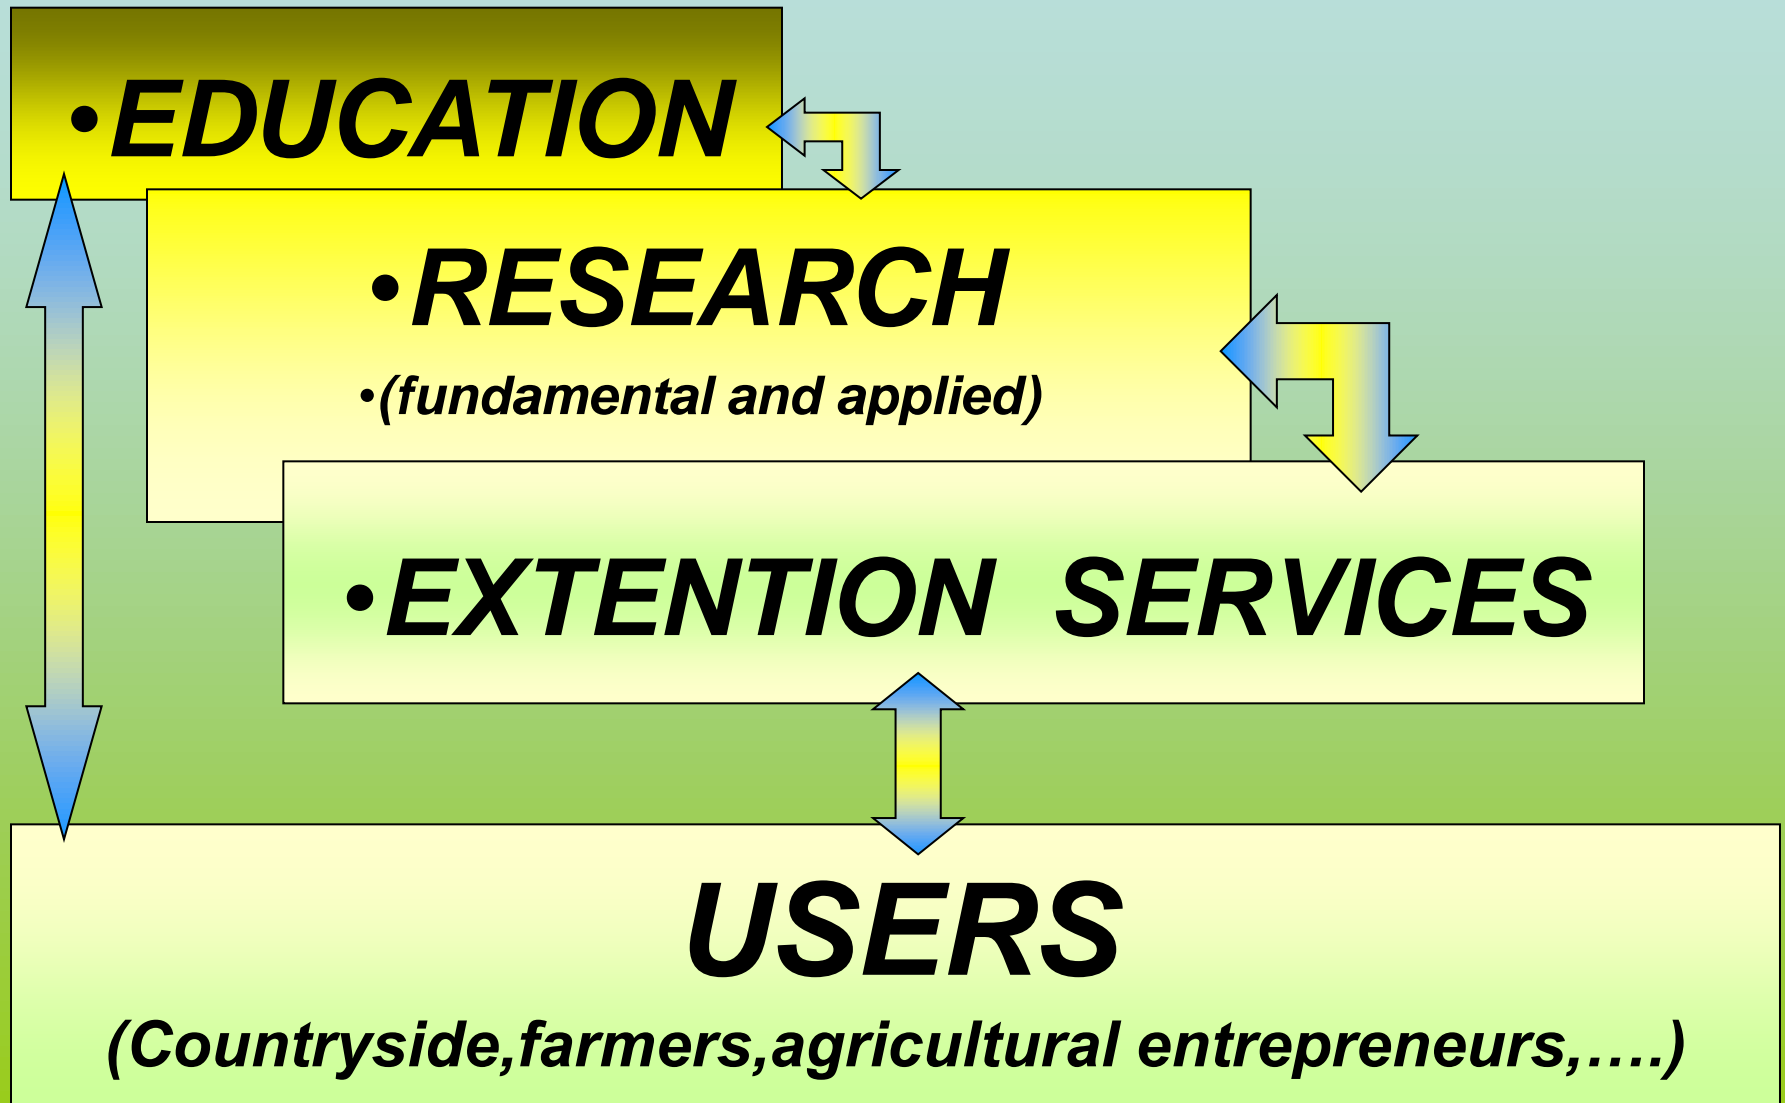 •EDUCATION
•RESEARCH
•(fundamental and applied)
•EXTENTION SERVICES
USERS
(Countryside,farmers,agricultural entrepreneurs,….)